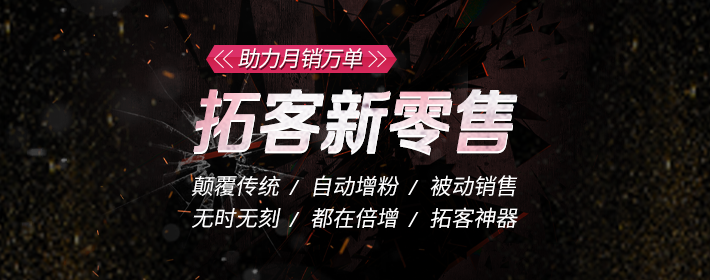 《 助力月销万单 》
拓客新零售
颠覆传统 / 自动增粉 / 被动销售
无时无刻 / 都在倍增 / 拓客神器